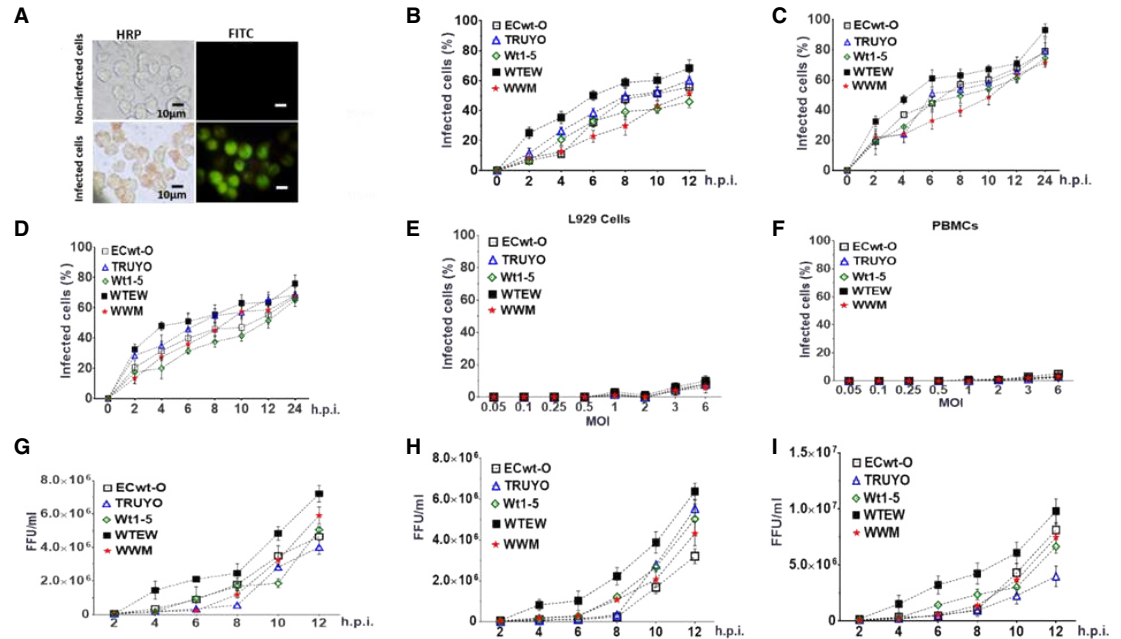 A
HRP
FITC
Non-infected cells
10µm
Infected cells
10µm
B
Infected cells (%)
100
80
60
40
20
0
ECwt-O
TRUYO
Wt1-5
WTEW
WWM
0 2 4 6 8 10 12 h.p.i.
C
Infected cells (%)
100
80
60
40
20
0
ECwt-O
TRUYO
Wt1-5
WTEW
WWM
0 2 4 6 8 10 12 24 h.p.i.
D
Infected cells (%)
100
80
60
40
20
0
ECwt-O
TRUYO
Wt1-5
WTEW
WWM
0 2 4 6 8 10 12 24 h.p.i.
E
L929 Cells
Infected cells (%)
100
80
60
40
20
0
ECwt-O
TRUYO
Wt1-5
WTEW
WWM
0.05 0.1 0.25 0.5 1 2 3 6
MOI
F
PBMCs
Infected cells (%)
100
80
60
40
20
0
ECwt-O
TRUYO
Wt1-5
WTEW
WWM
0.05 0.1 0.25 0.5 1 2 3 6
MOI
G
FFU/ml
8.0×10⁶
6.0×10⁶
4.0×10⁶
2.0×10⁶
0
ECwt-O
TRUYO
Wt1-5
WTEW
WWM
2 4 6 8 10 12 h.p.i.
H
FFU/ml
8.0×10⁶
6.0×10⁶
4.0×10⁶
2.0×10⁶
0
ECwt-O
TRUYO
Wt1-5
WTEW
WWM
2 4 6 8 10 12 h.p.i.
I
FFU/ml
1.5×10⁷
1.0×10⁷
5.0×10⁶
0
ECwt-O
TRUYO
Wt1-5
WTEW
WWM
2 4 6 8 10 12 h.p.i.